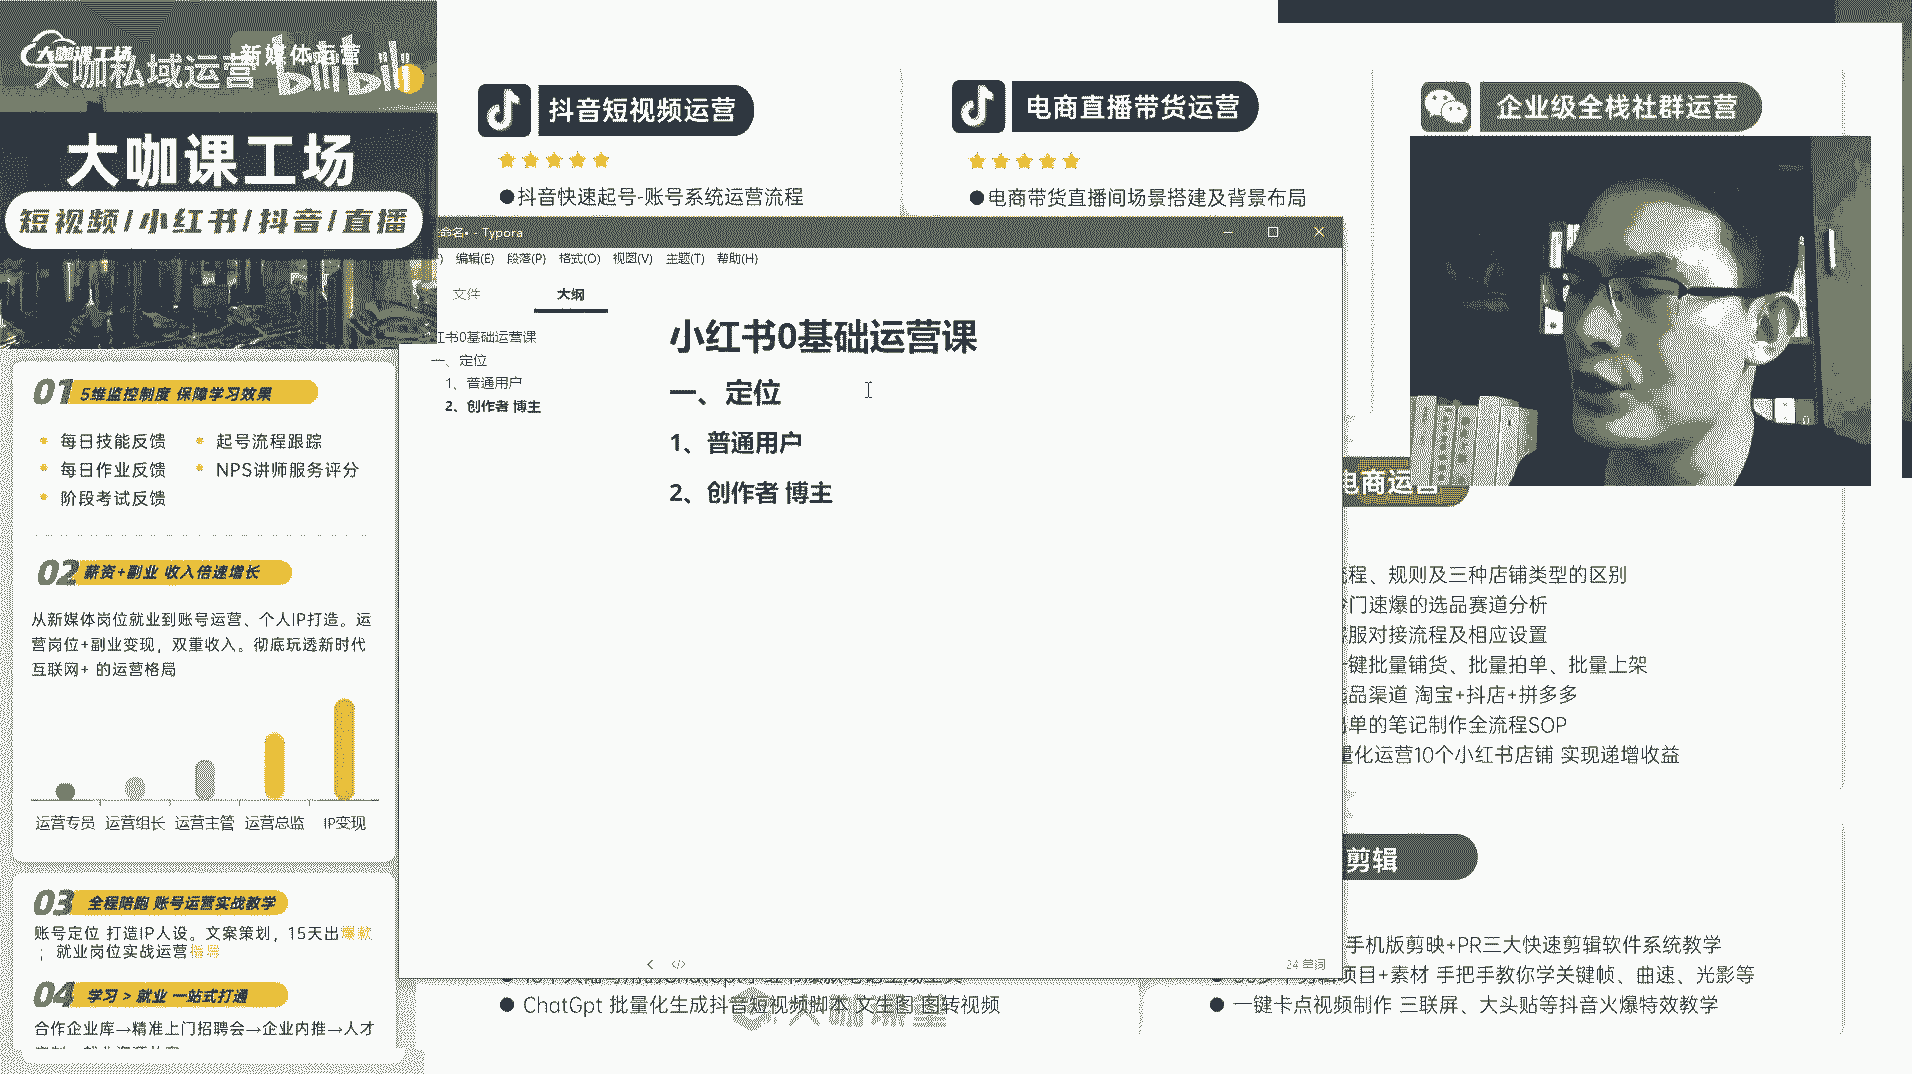 大咖课工场
大咖私域运营
新媒体运营
bilibili
大咖课工场
短视频/小红书/抖音/直播
01 5维监控制度 保障学习效果
每日技能反馈
起号流程跟踪
每日作业反馈
NPS讲师服务评分
阶段考试反馈
02 薪资+副业 收入倍速增长
从新媒体岗位就业到账号运营、个人IP打造。运
营岗位+副业变现，双重收入。彻底玩透新时代
互联网+ 的运营格局
运营专员 运营组长 运营主管 运营总监 IP变现
03 全程陪跑 账号运营实战教学
账号定位 打造IP人设。文案策划，15天出爆款
；就业岗位实战运营指导
04 学习 > 就业 一站式打通
合作企业库→精准上门招聘会→企业内推→人才
抖音短视频运营
●抖音快速起号-账号系统运营流程
电商直播带货运营
●电商带货直播间场景搭建及背景布局
企业级全栈社群运营
命名• - Typora
编辑(E) 段落(P) 格式(O) 视图(V) 主题(T) 帮助(H)
文件 大纲
红书0基础运营课
一、定位
1、普通用户
2、创作者 博主
小红书0基础运营课
一、定位
1、普通用户
2、创作者 博主
24 单词
电商运营
流程、规则及三种店铺类型的区别
冷门速爆的选品赛道分析
客服对接流程及相应设置
一键批量铺货、批量拍单、批量上架
选品渠道 淘宝+抖店+拼多多
单的笔记制作全流程SOP
量化运营10个小红书店铺 实现递增收益
剪辑
手机版剪映+PR三大快速剪辑软件系统教学
项目+素材 手把手教你学关键帧、曲速、光影等
● 一键卡点视频制作 三联屏、大头贴等抖音火爆特效教学
● ChatGpt 批量化生成抖音短视频脚本 文生图 图转视频
大咖课堂